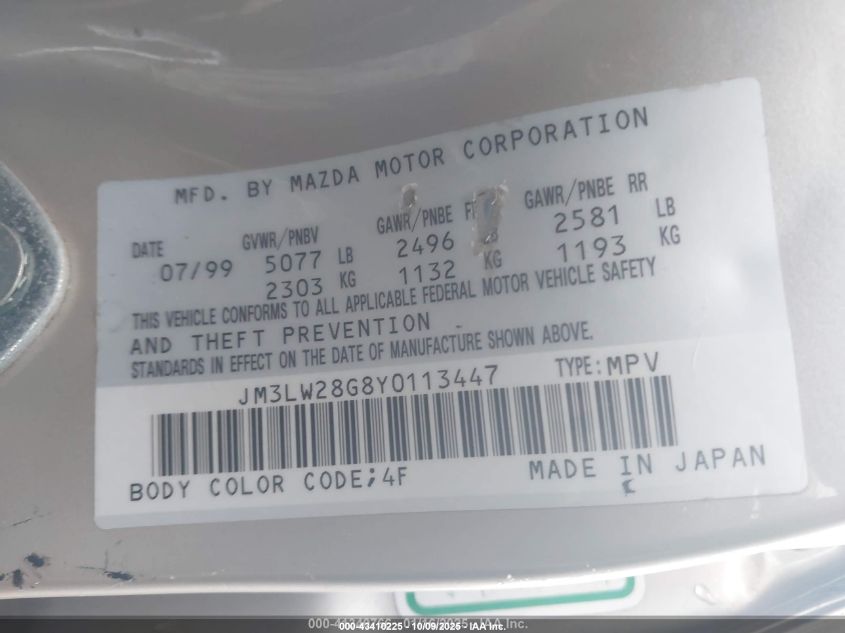 MFD. BY MAZDA MOTOR CORPORATION
DATE GVWR/PNBV GAWR/PNBE GAWR/PNBE RR
07/99 5077 LB 2496 2581 LB
2303 KG 1132 KG 1193 KG
THIS VEHICLE CONFORMS TO ALL APPLICABLE FEDERAL MOTOR VEHICLE SAFETY
AND THEFT PREVENTION
STANDARDS IN EFFECT ON THE DATE OF MANUFACTURE SHOWN ABOVE.
JM3LW28G8Y0113447 TYPE:MPV
BODY COLOR CODE;4F MADE IN JAPAN
000-43410225 - 10/09/2025 - IAA Inc.